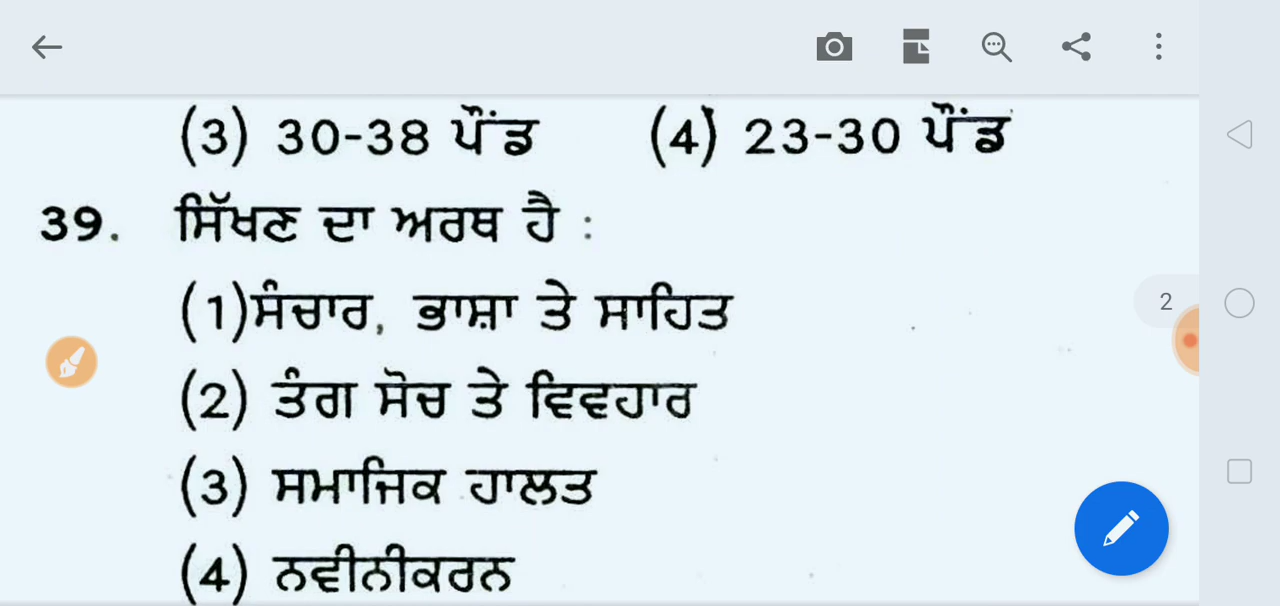 (3) 30-38 ਪੌਂਡ (4) 23-30 ਪੌਂਡ
39. ਸਿੱਖਣ ਦਾ ਅਰਥ ਹੈ :
(1)ਸੰਚਾਰ, ਭਾਸ਼ਾ ਤੇ ਸਾਹਿਤ
2
(2) ਤੰਗ ਸੋਚ ਤੇ ਵਿਵਹਾਰ
(3) ਸਮਾਜਿਕ ਹਾਲਤ
(4) ਨਵੀਨੀਕਰਨ